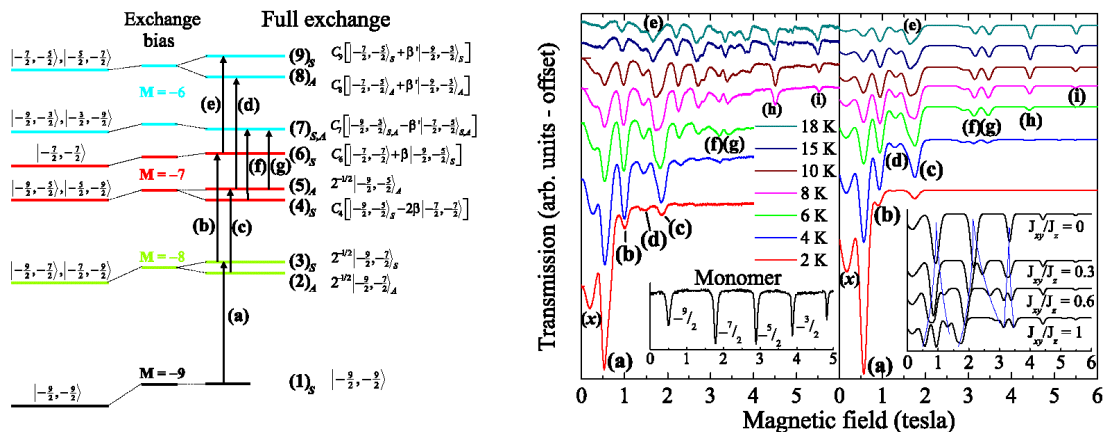 Exchange bias
Full exchange
|−7/2,−5/2⟩,|−5/2,−7/2⟩
M = −6
(9)S C9[|−7/2,−5/2⟩S+β′|−9/2,−3/2⟩S]
(8)A C8[|−7/2,−5/2⟩A+β′|−9/2,−3/2⟩A]
(e)
(d)
|−9/2,−3/2⟩,|−3/2,−9/2⟩
(7)S,A C7[|−9/2,−3/2⟩S,A−β′|−7/2,−5/2⟩S,A]
|−7/2,−7/2⟩
(f)
(g)
(6)S C6[|−7/2,−7/2⟩+β|−9/2,−5/2⟩S]
M = −7
|−9/2,−5/2⟩,|−5/2,−9/2⟩
(5)A 2−1/2|−9/2,−5/2⟩A
(4)S C4[|−9/2,−5/2⟩S−2β|−7/2,−7/2⟩]
(b)
(c)
M = −8
|−9/2,−7/2⟩,|−7/2,−9/2⟩
(3)S 2−1/2|−9/2,−7/2⟩S
(2)A 2−1/2|−9/2,−7/2⟩A
(a)
M = −9
|−9/2,−9/2⟩
(1)S |−9/2,−9/2⟩
Transmission (arb. units - offset)
(e)
(h)
(i)
(f)(g)
18 K
15 K
10 K
8 K
6 K
4 K
2 K
(b)
(d)
(c)
(x)
(a)
Monomer
−9/2
−7/2
−5/2
−3/2
0 1 2 3 4 5
0 1 2 3 4 5
(e)
(i)
(f)(g)
(h)
(d)
(c)
(b)
(x)
(a)
Jxy/Jz=0
Jxy/Jz=0.3
Jxy/Jz=0.6
Jxy/Jz=1
0 1 2 3 4 5 6
0 1 2 3 4 5 6
Magnetic field (tesla)